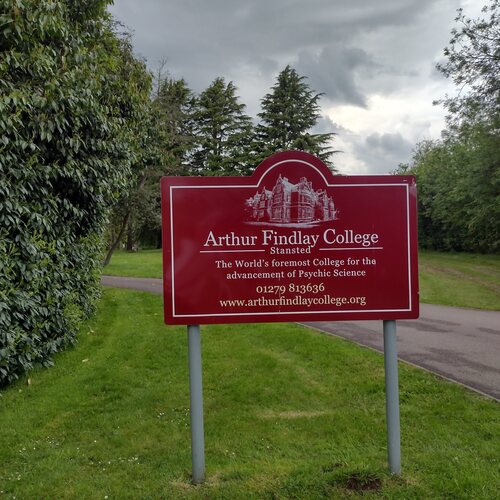 Arthur Findlay College
Stansted
The World's foremost College for the
advancement of Psychic Science
01279 813636
www.arthurfindlaycollege.org